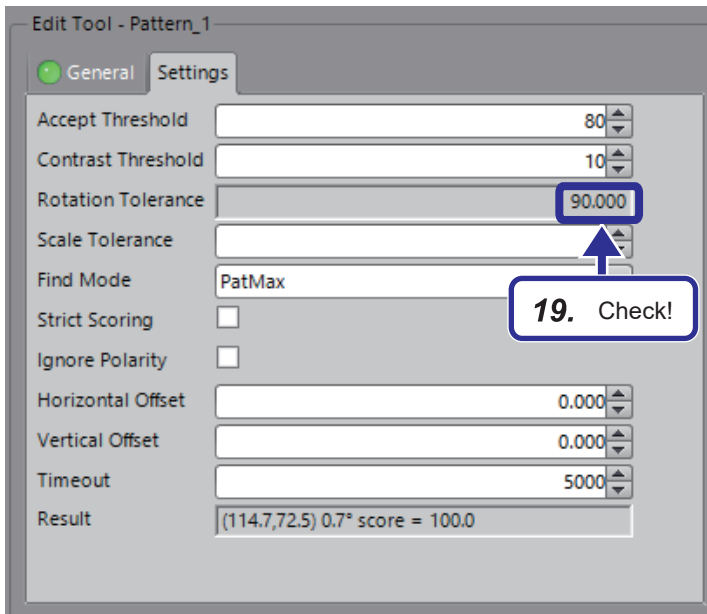 Edit Tool - Pattern_1
General Settings
Accept Threshold 80
Contrast Threshold 10
Rotation Tolerance 90.000
Scale Tolerance
Find Mode PatMax
19. Check!
Strict Scoring
Ignore Polarity
Horizontal Offset 0.000
Vertical Offset 0.000
Timeout 5000
Result (114.7,72.5) 0.7° score = 100.0